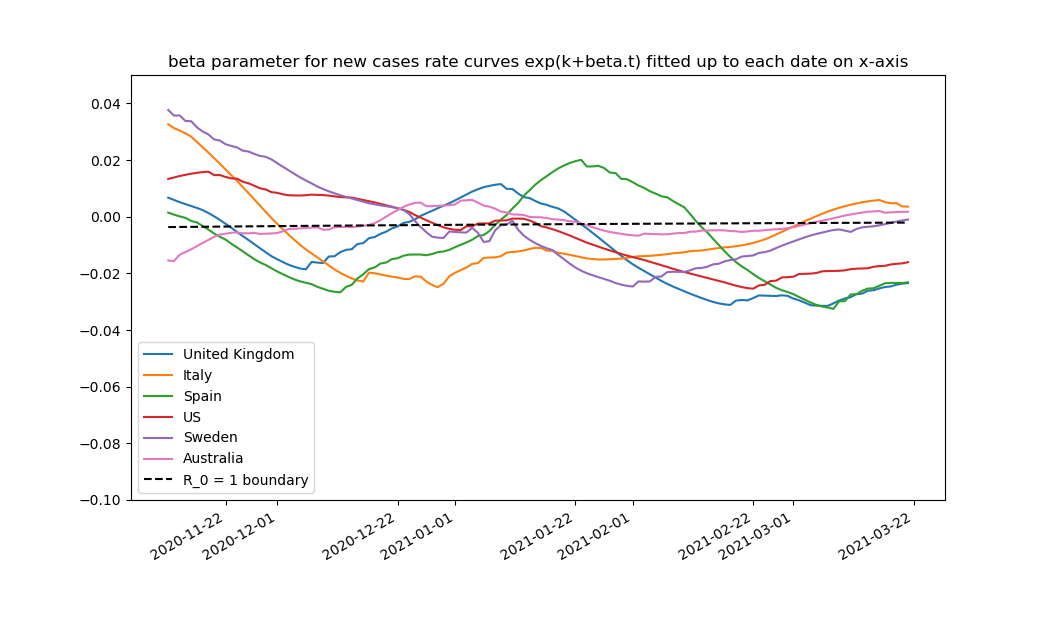 beta parameter for new cases rate curves exp(k+beta.t) fitted up to each date on x-axis
0.04
0.02
0.00
−0.02
−0.04
−0.06
−0.08
−0.10
United Kingdom
Italy
Spain
US
Sweden
Australia
R_0 = 1 boundary
2020-11-22
2020-12-01
2020-12-22
2021-01-01
2021-01-22
2021-02-01
2021-02-22
2021-03-01
2021-03-22